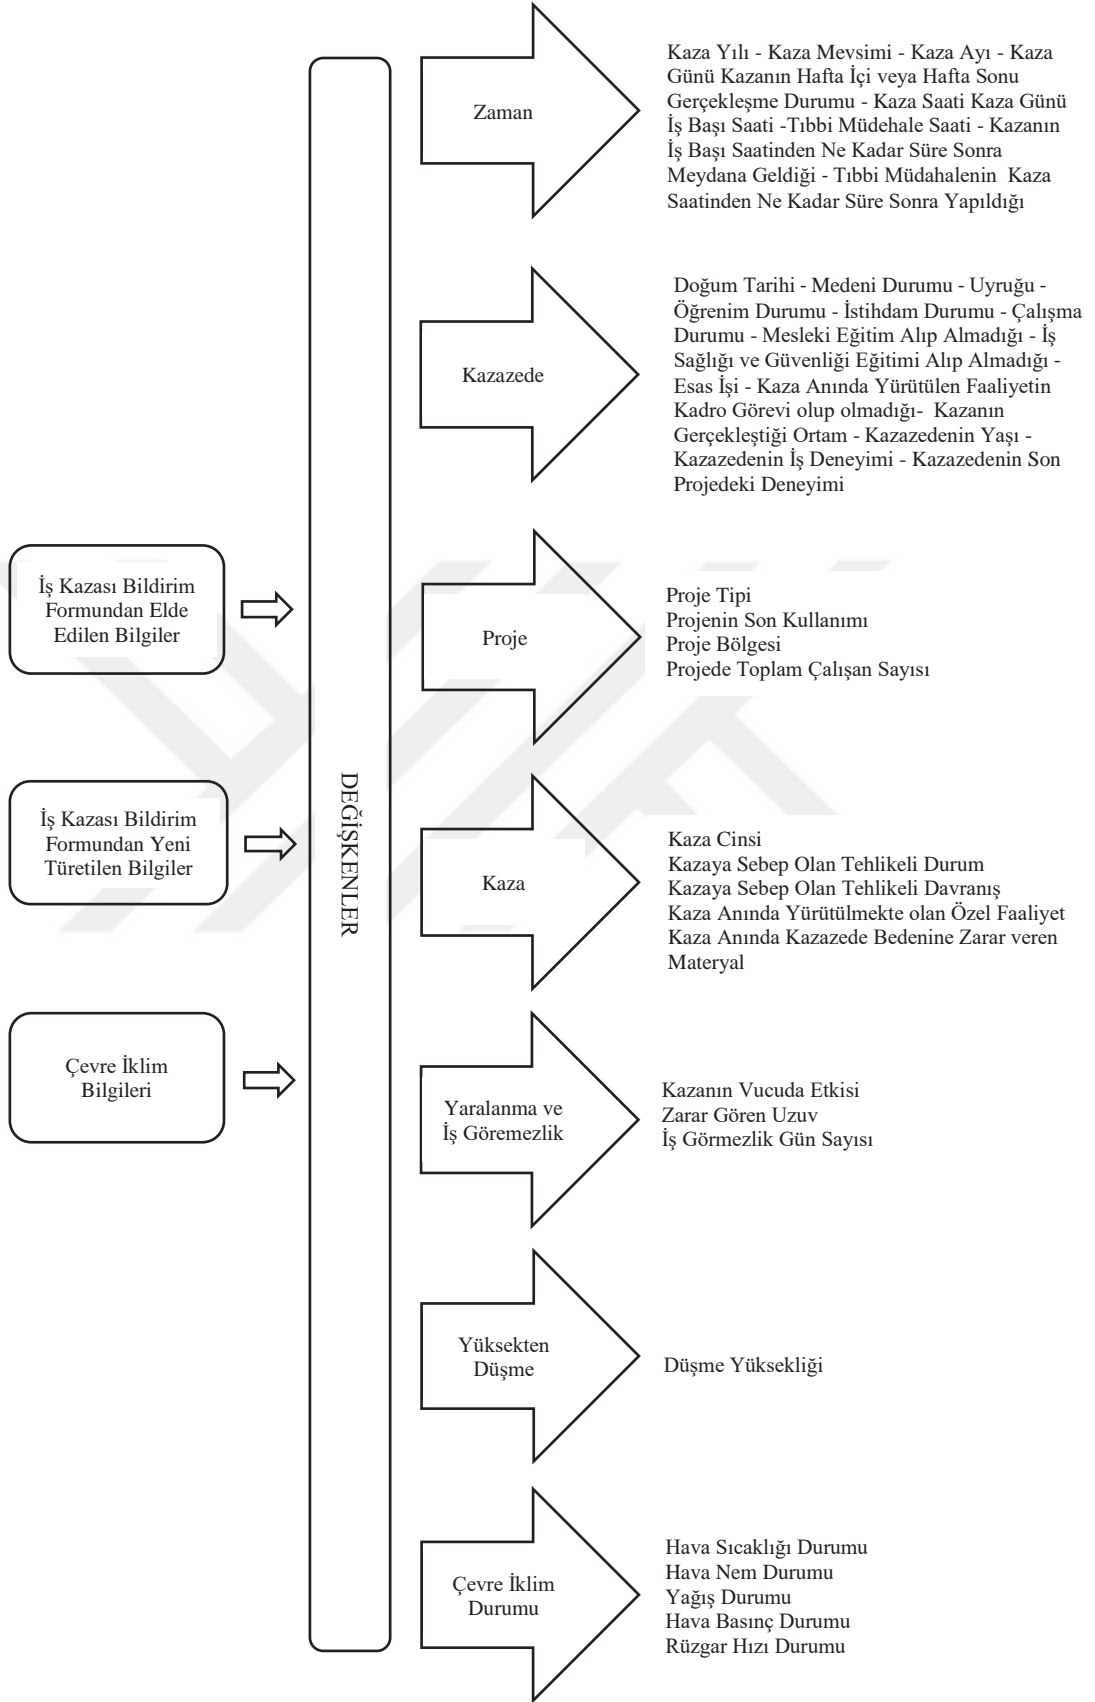 İş Kazası Bildirim
Formundan Elde
Edilen Bilgiler
İş Kazası Bildirim
Formundan Yeni
Türetilen Bilgiler
Çevre İklim
Bilgileri
DEĞİŞKENLER
Zaman
Kaza Yılı - Kaza Mevsimi - Kaza Ayı - Kaza
Günü Kazanın Hafta İçi veya Hafta Sonu
Gerçekleşme Durumu - Kaza Saati Kaza Günü
İş Başı Saati -Tıbbi Müdehale Saati - Kazanın
İş Başı Saatinden Ne Kadar Süre Sonra
Meydana Geldiği - Tıbbi Müdahalenin Kaza
Saatinden Ne Kadar Süre Sonra Yapıldığı
Kazazede
Doğum Tarihi - Medeni Durumu - Uyruğu -
Öğrenim Durumu - İstihdam Durumu - Çalışma
Durumu - Mesleki Eğitim Alıp Almadığı - İş
Sağlığı ve Güvenliği Eğitimi Alıp Almadığı -
Esas İşi - Kaza Anında Yürütülen Faaliyetin
Kadro Görevi olup olmadığı- Kazanın
Gerçekleştiği Ortam - Kazazedenin Yaşı -
Kazazedenin İş Deneyimi - Kazazedenin Son
Projedeki Deneyimi
Proje
Proje Tipi
Projenin Son Kullanımı
Proje Bölgesi
Projede Toplam Çalışan Sayısı
Kaza
Kaza Cinsi
Kazaya Sebep Olan Tehlikeli Durum
Kazaya Sebep Olan Tehlikeli Davranış
Kaza Anında Yürütülmekte olan Özel Faaliyet
Kaza Anında Kazazede Bedenine Zarar veren
Materyal
Yaralanma ve
İş Göremezlik
Kazanın Vucuda Etkisi
Zarar Gören Uzuv
İş Görmezlik Gün Sayısı
Yüksekten
Düşme
Düşme Yüksekliği
Çevre İklim
Durumu
Hava Sıcaklığı Durumu
Hava Nem Durumu
Yağış Durumu
Hava Basınç Durumu
Rüzgar Hızı Durumu